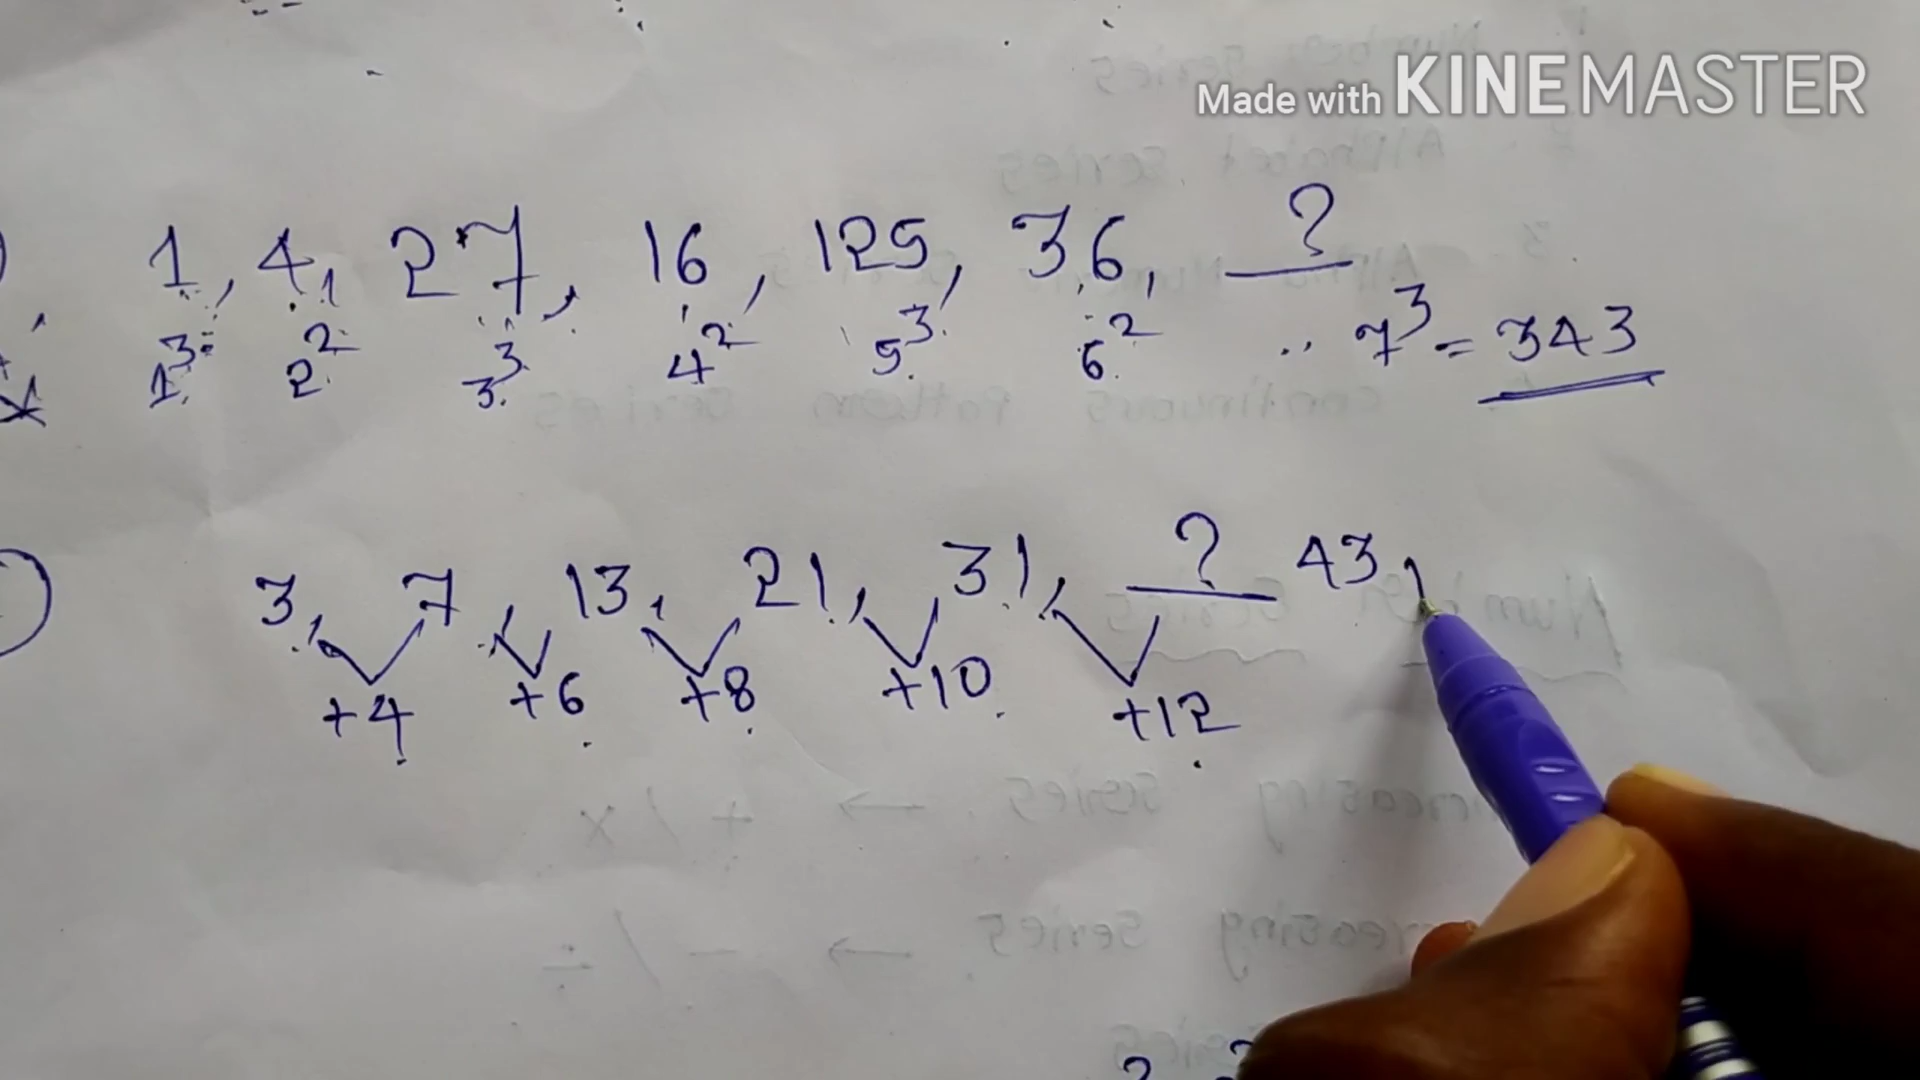 Made with KINEMASTER
1, 4, 27, 16, 125, 36, ?
1³ 2² 3³ 4² 5³ 6² 7³ = 343
3, 7, 13, 21, 31, ? 43,
+4 +6 +8 +10 +12